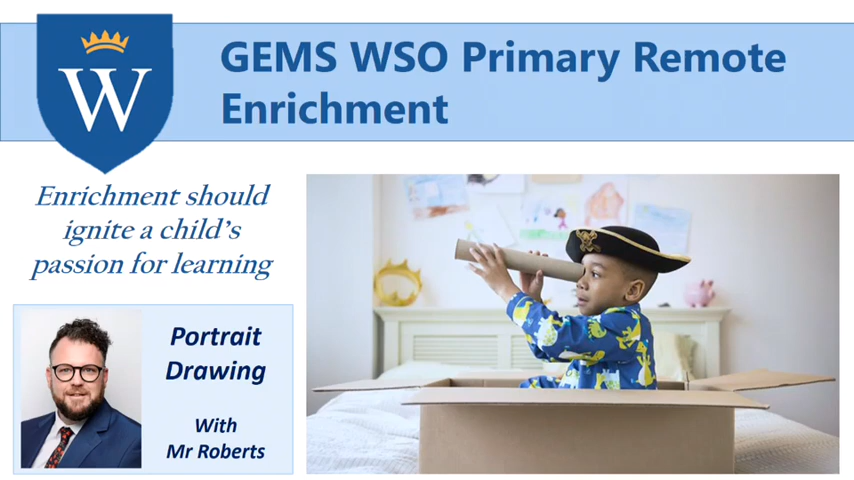 W
GEMS WSO Primary Remote
Enrichment
Enrichment should
ignite a child's
passion for learning
Portrait
Drawing
With
Mr Roberts